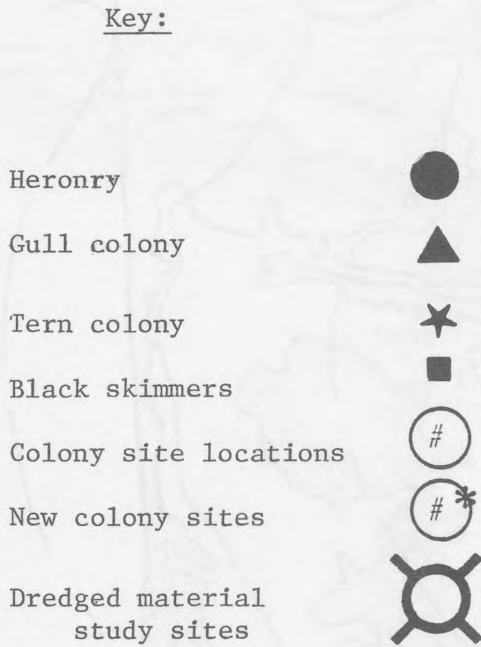 Key:
Heronry
Gull colony
Tern colony
Black skimmers
Colony site locations #
New colony sites #*
Dredged material
study sites